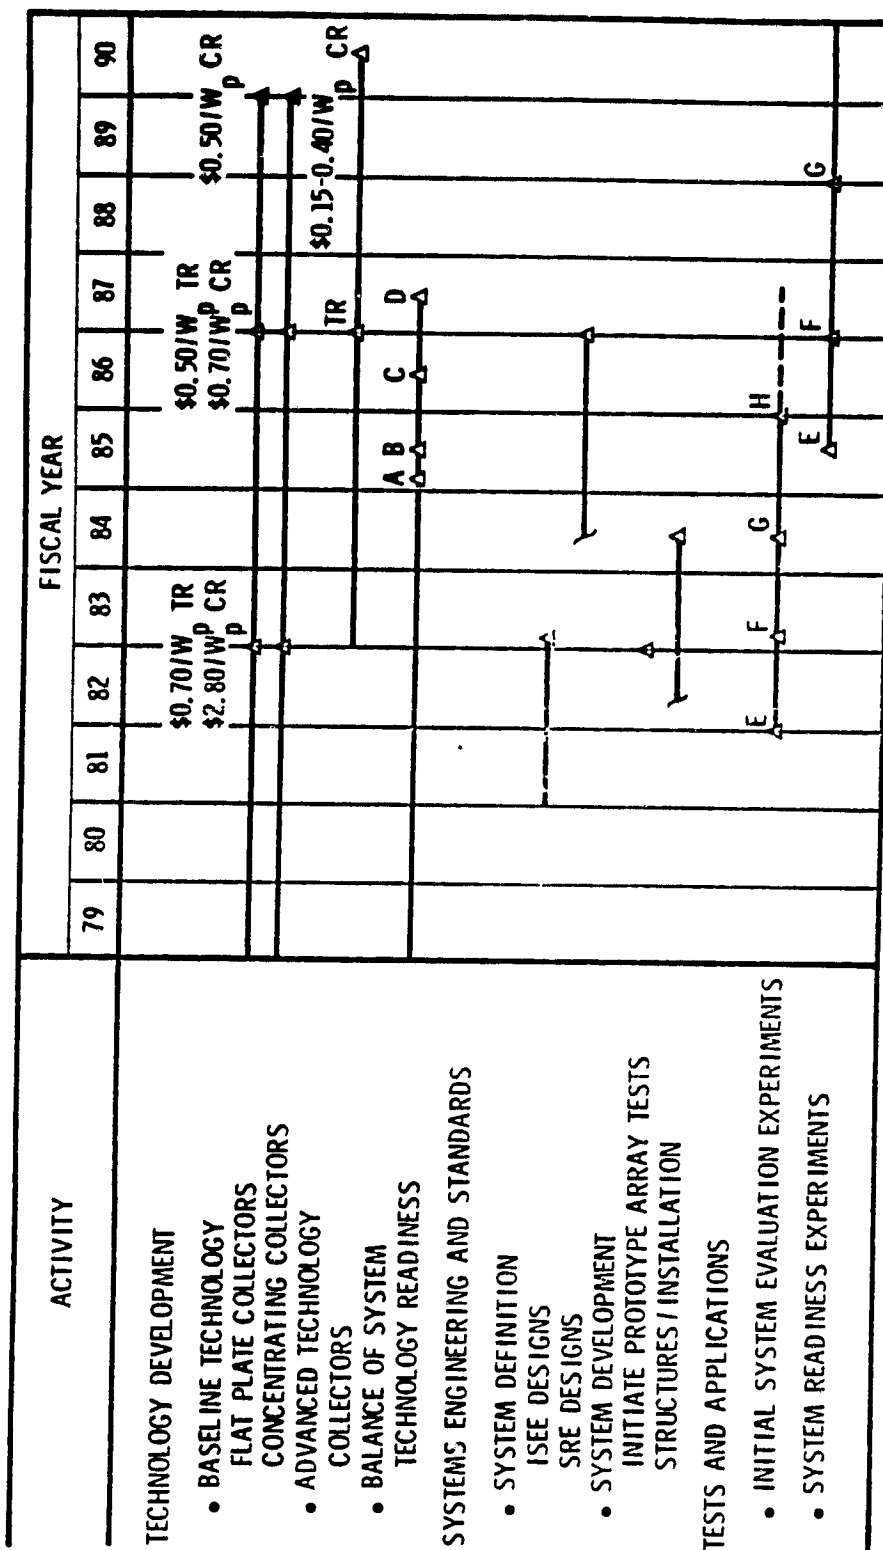 ACTIVITY
FISCAL YEAR
79 80 81 82 83 84 85 86 87 88 89 90
TECHNOLOGY DEVELOPMENT
• BASELINE TECHNOLOGY
FLAT PLATE COLLECTORS
CONCENTRATING COLLECTORS
• ADVANCED TECHNOLOGY
COLLECTORS
• BALANCE OF SYSTEM
TECHNOLOGY READINESS
SYSTEMS ENGINEERING AND STANDARDS
• SYSTEM DEFINITION
ISEE DESIGNS
SRE DESIGNS
• SYSTEM DEVELOPMENT
INITIATE PROTOTYPE ARRAY TESTS
STRUCTURES/INSTALLATION
TESTS AND APPLICATIONS
• INITIAL SYSTEM EVALUATION EXPERIMENTS
• SYSTEM READINESS EXPERIMENTS
$0.70/Wp TR
$2.80/Wp CR
$0.50/Wp TR
$0.70/Wp CR
$0.50/Wp CR
$0.15-0.40/Wp CR
TR
A B C D
E F G H
E F G